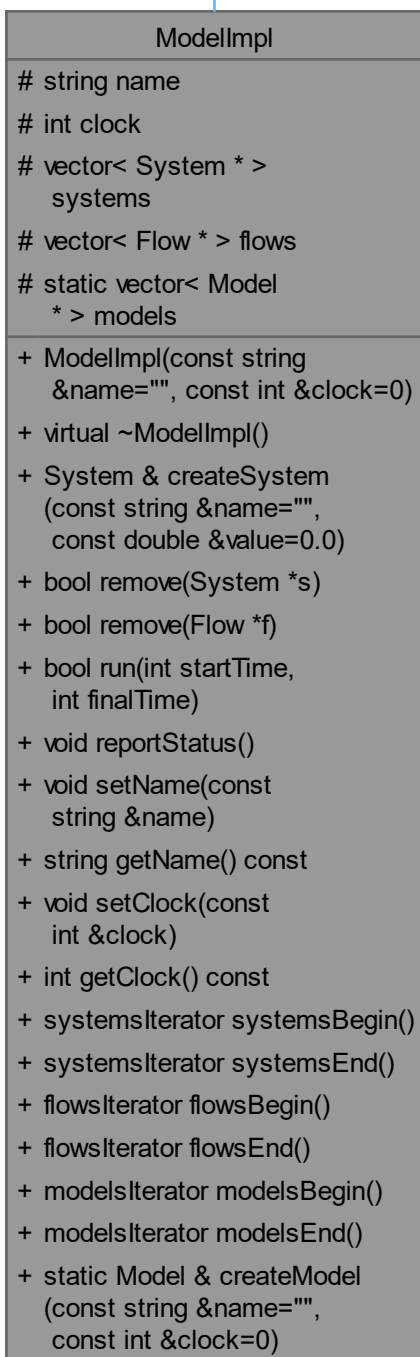 ModelImpl
# string name
# int clock
# vector< System * >
systems
# vector< Flow * > flows
# static vector< Model
* > models
+ ModelImpl(const string
&name="", const int &clock=0)
+ virtual ~ModelImpl()
+ System & createSystem
(const string &name="",
const double &value=0.0)
+ bool remove(System *s)
+ bool remove(Flow *f)
+ bool run(int startTime,
int finalTime)
+ void reportStatus()
+ void setName(const
string &name)
+ string getName() const
+ void setClock(const
int &clock)
+ int getClock() const
+ systemsIterator systemsBegin()
+ systemsIterator systemsEnd()
+ flowsIterator flowsBegin()
+ flowsIterator flowsEnd()
+ modelsIterator modelsBegin()
+ modelsIterator modelsEnd()
+ static Model & createModel
(const string &name="",
const int &clock=0)